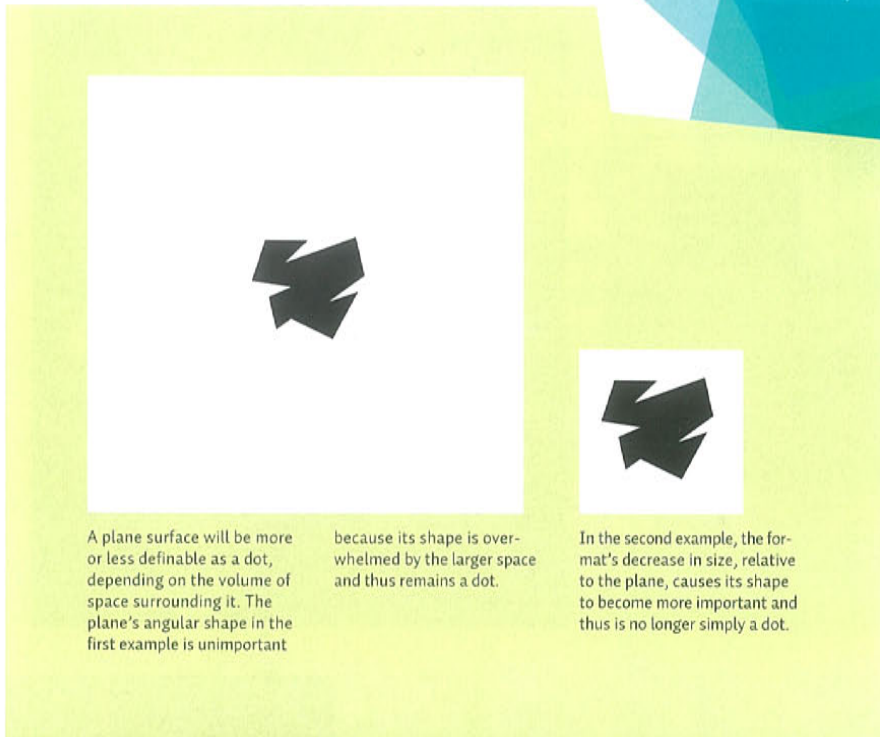 A plane surface will be more
or less definable as a dot,
depending on the volume of
space surrounding it. The
plane's angular shape in the
first example is unimportant
because its shape is over-
whelmed by the larger space
and thus remains a dot.
In the second example, the for-
mat's decrease in size, relative
to the plane, causes its shape
to become more important and
thus is no longer simply a dot.